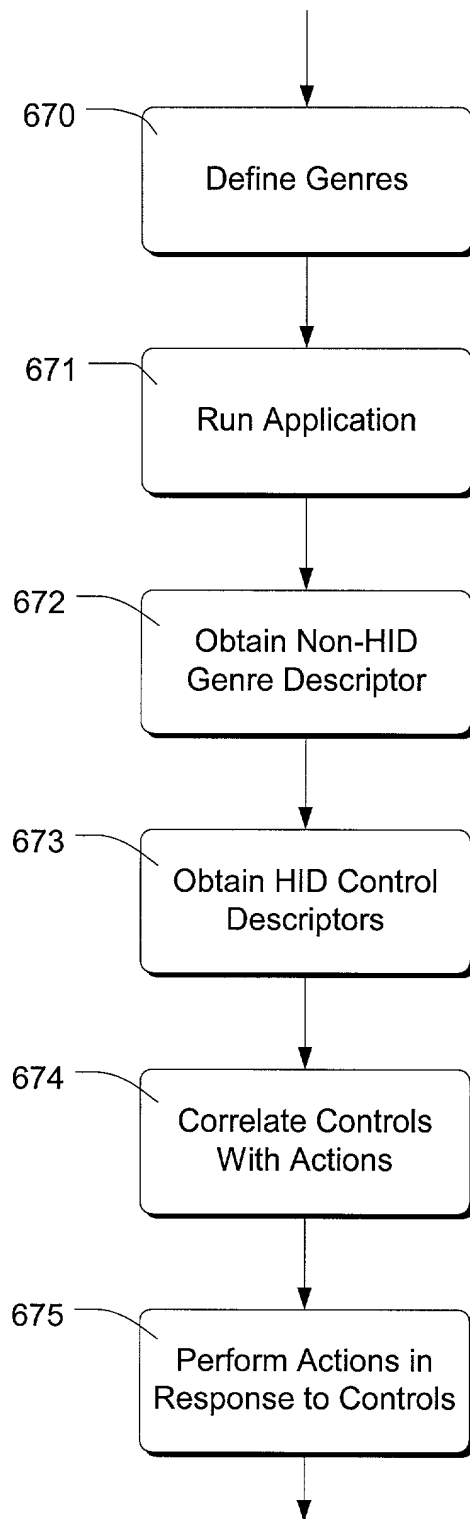 670
Define Genres
671
Run Application
672
Obtain Non-HID
Genre Descriptor
673
Obtain HID Control
Descriptors
674
Correlate Controls
With Actions
675
Perform Actions in
Response to Controls